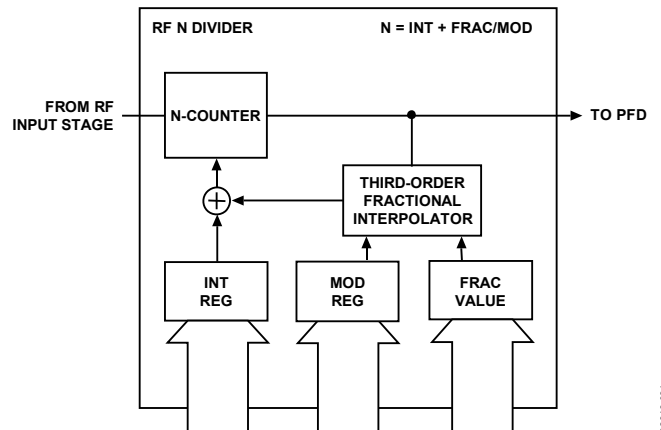 RF N DIVIDER
N = INT + FRAC/MOD
FROM RF
INPUT STAGE
N-COUNTER
TO PFD
THIRD-ORDER
FRACTIONAL
INTERPOLATOR
INT
REG
MOD
REG
FRAC
VALUE